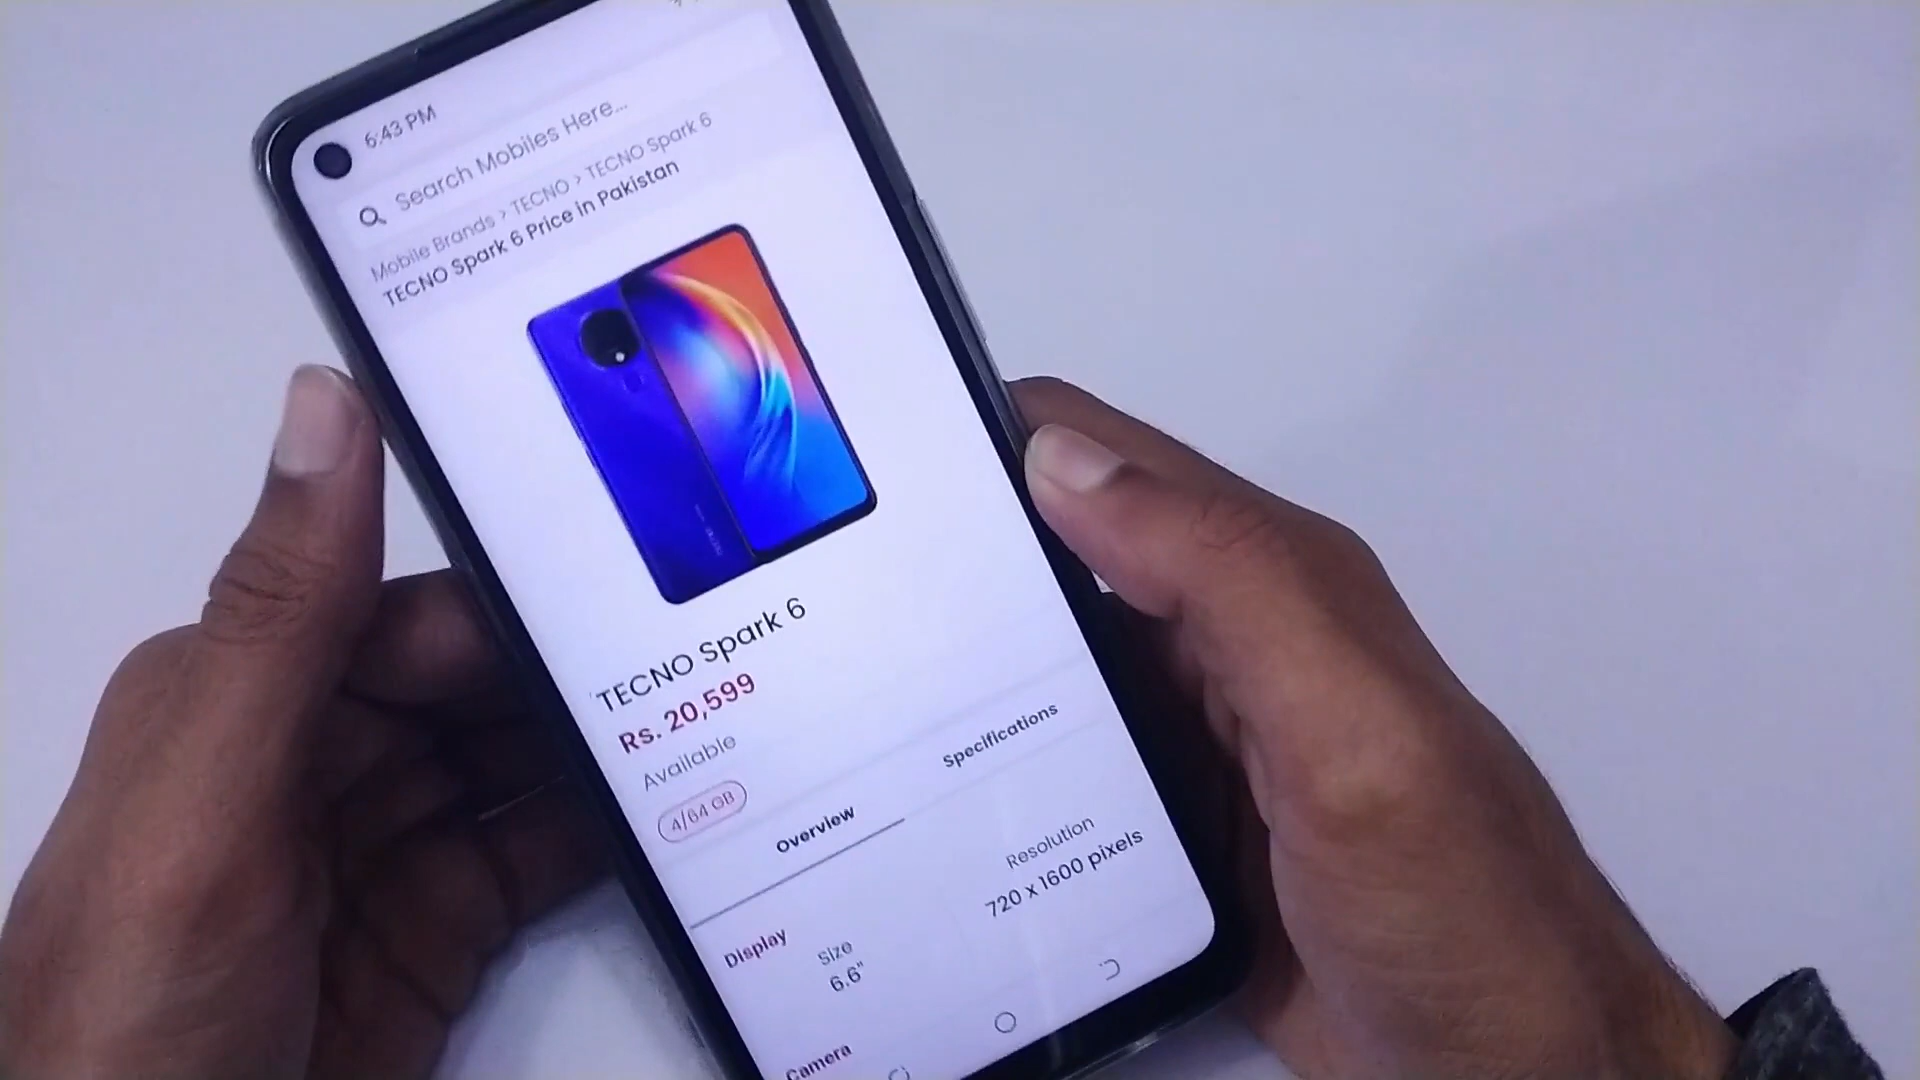 6:43 PM
Search Mobiles Here...
Mobile Brands > TECNO > TECNO Spark 6
TECNO Spark 6 Price in Pakistan
TECNO Spark 6
Rs. 20,599
Available
4/64 GB
Overview
Specifications
Display
Size
6.6"
Resolution
720 x 1600 pixels
Camera